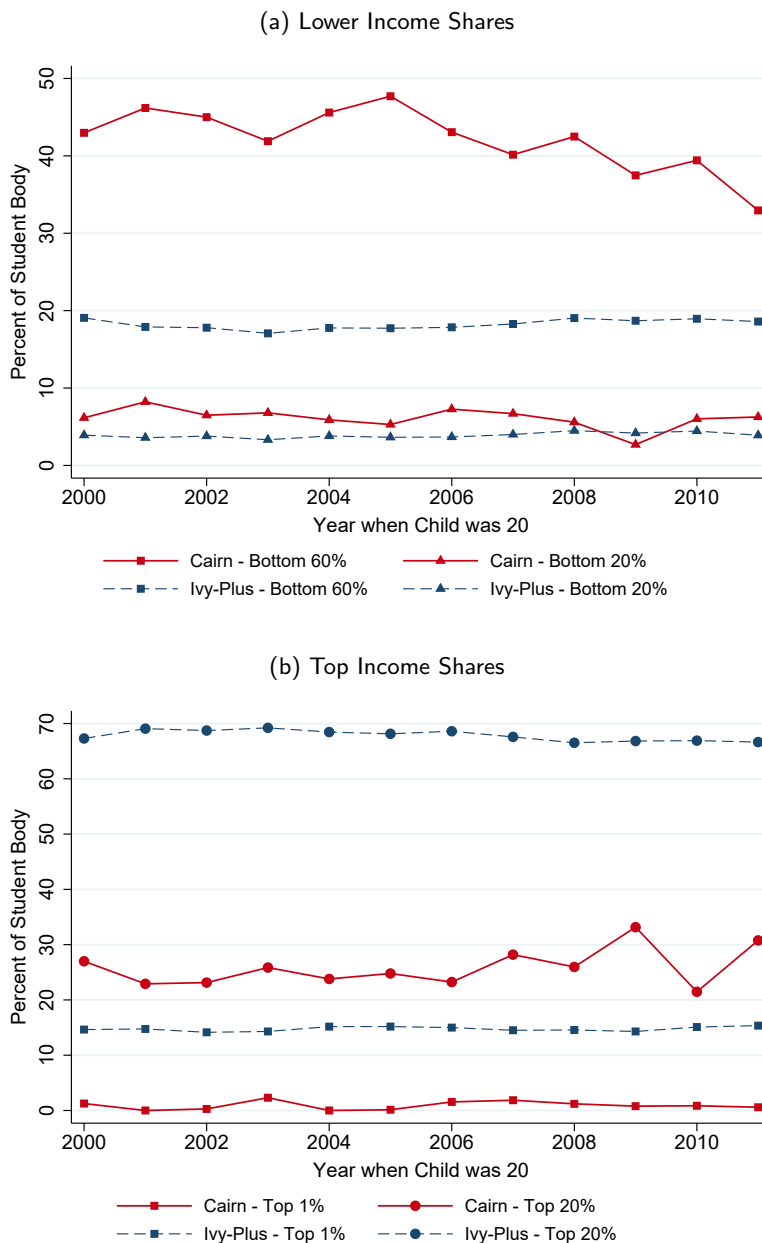 (a) Lower Income Shares
Percent of Student Body
50
40
30
20
10
0
2000 2002 2004 2006 2008 2010
Year when Child was 20
Cairn - Bottom 60% Cairn - Bottom 20%
Ivy-Plus - Bottom 60% Ivy-Plus - Bottom 20%
(b) Top Income Shares
Percent of Student Body
70
60
50
40
30
20
10
0
2000 2002 2004 2006 2008 2010
Year when Child was 20
Cairn - Top 1% Cairn - Top 20%
Ivy-Plus - Top 1% Ivy-Plus - Top 20%